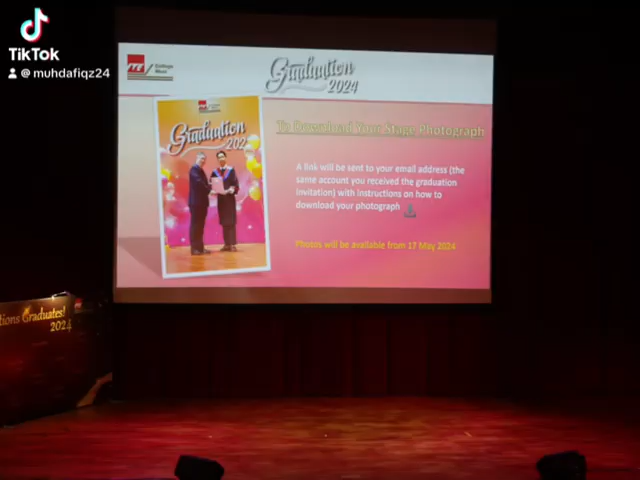 TikTok
@ muhdafiqz24
ITE
College
West
Graduation
2024
Graduation
202
To Download Your Stage Photograph
A link will be sent to your email address (the
same account you received the graduation
invitation) with instructions on how to
download your photograph
Photos will be available from 17 May 2024
ions Graduates!
2024